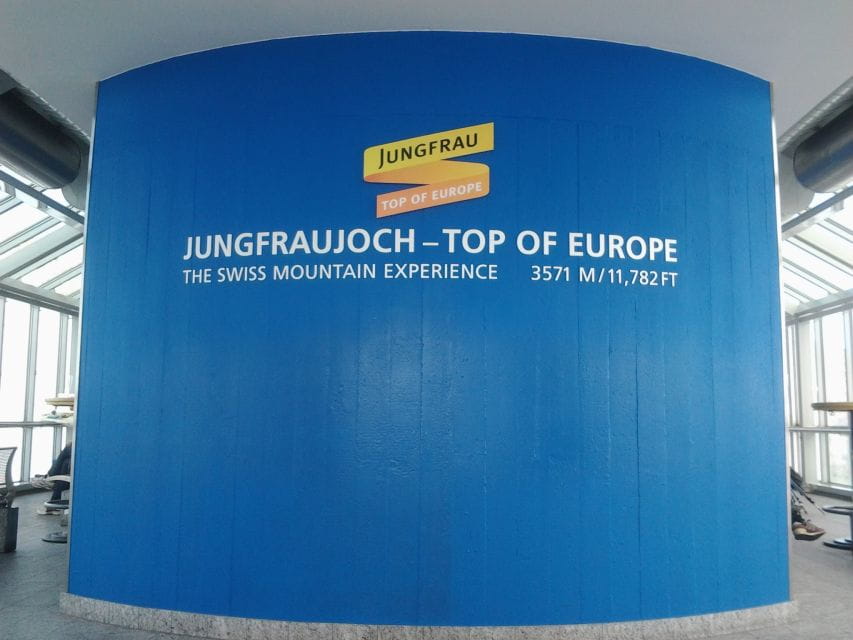 JUNGFRAU
TOP OF EUROPE
JUNGFRAUJOCH – TOP OF EUROPE
THE SWISS MOUNTAIN EXPERIENCE 3571 M/11,782 FT